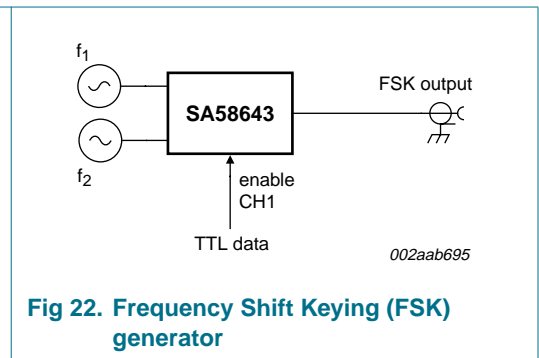 f1
FSK output
SA58643
f2
enable
CH1
TTL data
002aab695
Fig 22. Frequency Shift Keying (FSK)
generator